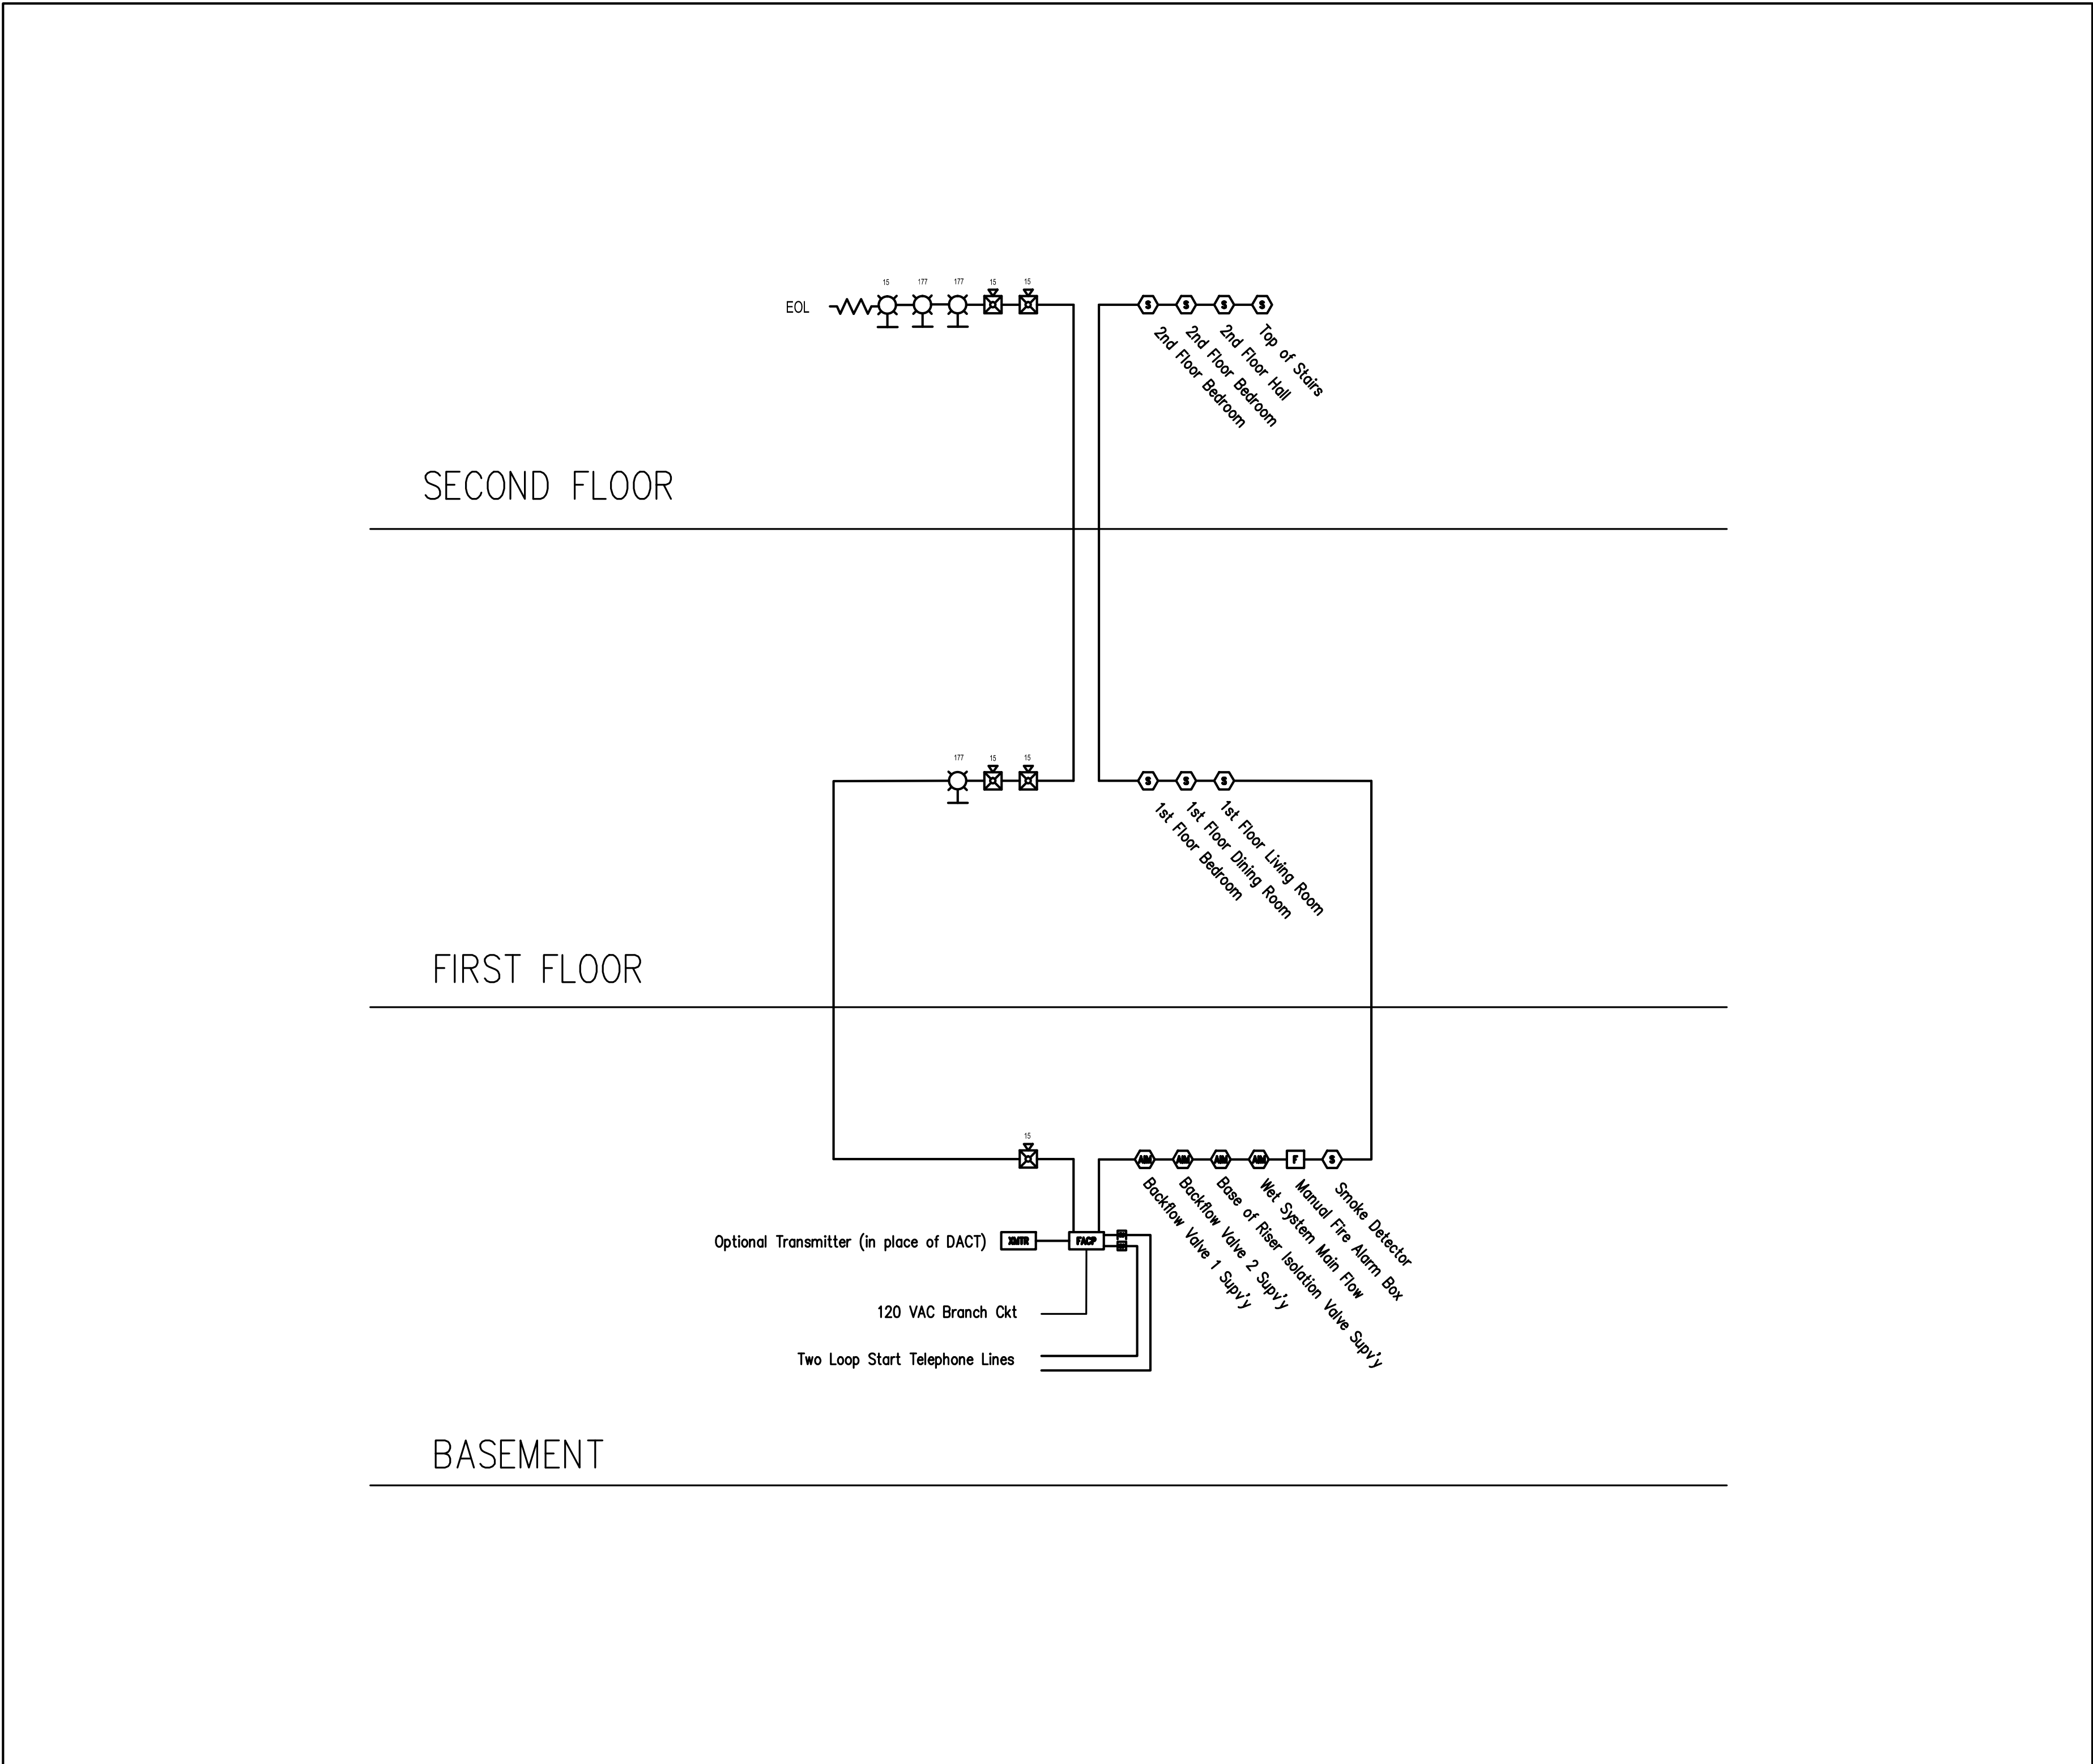 15 177 177 15 15
EOL
S S S S
2nd Floor Bedroom
2nd Floor Bedroom
2nd Floor Hall
Top of Stairs
SECOND FLOOR
177 15 15
S S S
1st Floor Bedroom
1st Floor Dining Room
1st Floor Living Room
FIRST FLOOR
15
AIM AIM AIM AIM F S
Backflow Valve 1 Supv'y
Backflow Valve 2 Supv'y
Base of Riser Isolation Valve Supv'y
Wet System Main Flow
Manual Fire Alarm Box
Smoke Detector
Optional Transmitter (in place of DACT) XMTR FACP
120 VAC Branch Ckt
Two Loop Start Telephone Lines
BASEMENT